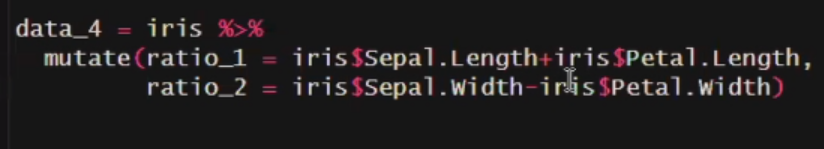 data_4 = iris %>%
mutate(ratio_1 = iris$Sepal.Length+iris$Petal.Length,
ratio_2 = iris$Sepal.Width-iris$Petal.Width)